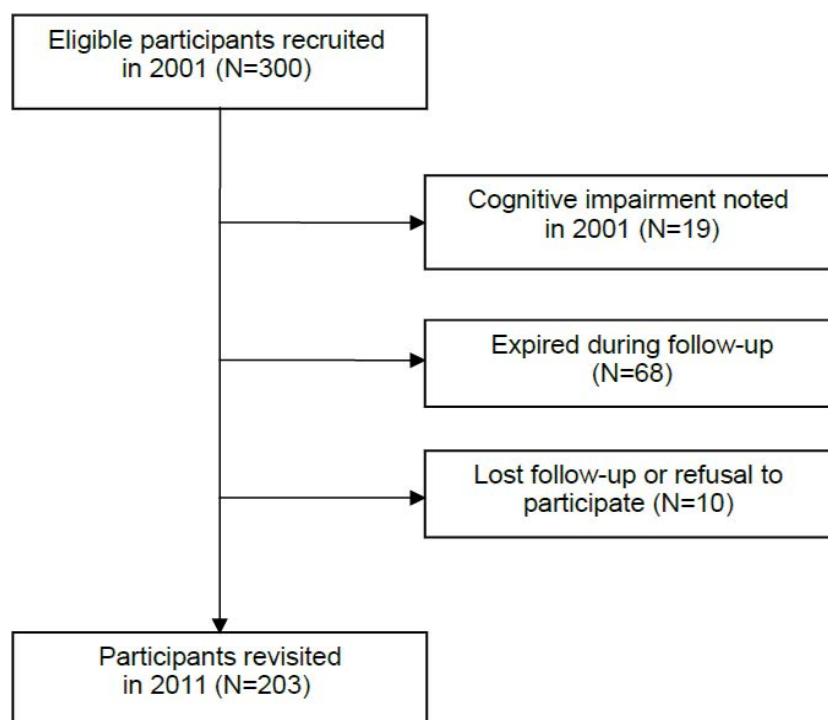 Eligible participants recruited
in 2001 (N=300)
Cognitive impairment noted
in 2001 (N=19)
Expired during follow-up
(N=68)
Lost follow-up or refusal to
participate (N=10)
Participants revisited
in 2011 (N=203)